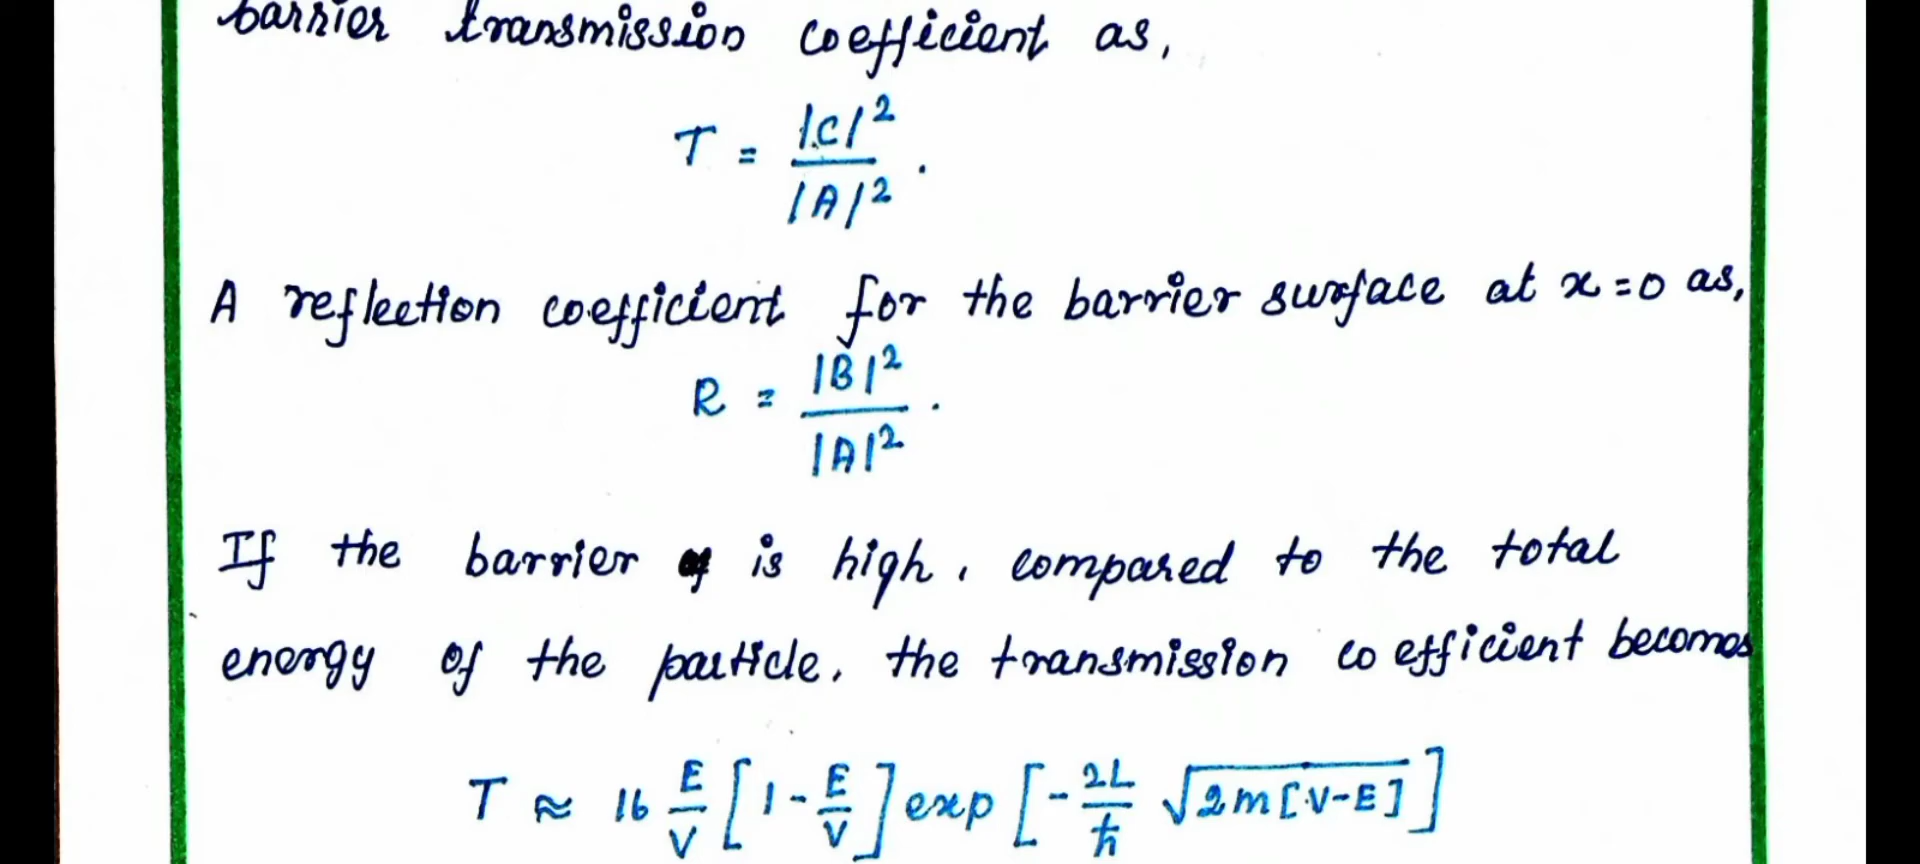 barrier transmission coefficient as,
T = |C|²/|A|² .
A reflection coefficient for the barrier surface at x=0 as,
R = |B|²/|A|² .
If the barrier is high, compared to the total
energy of the particle, the transmission coefficient becomes
T ≈ 16 E/V [1 - E/V] exp [- 2L/ħ √2m[V-E]]